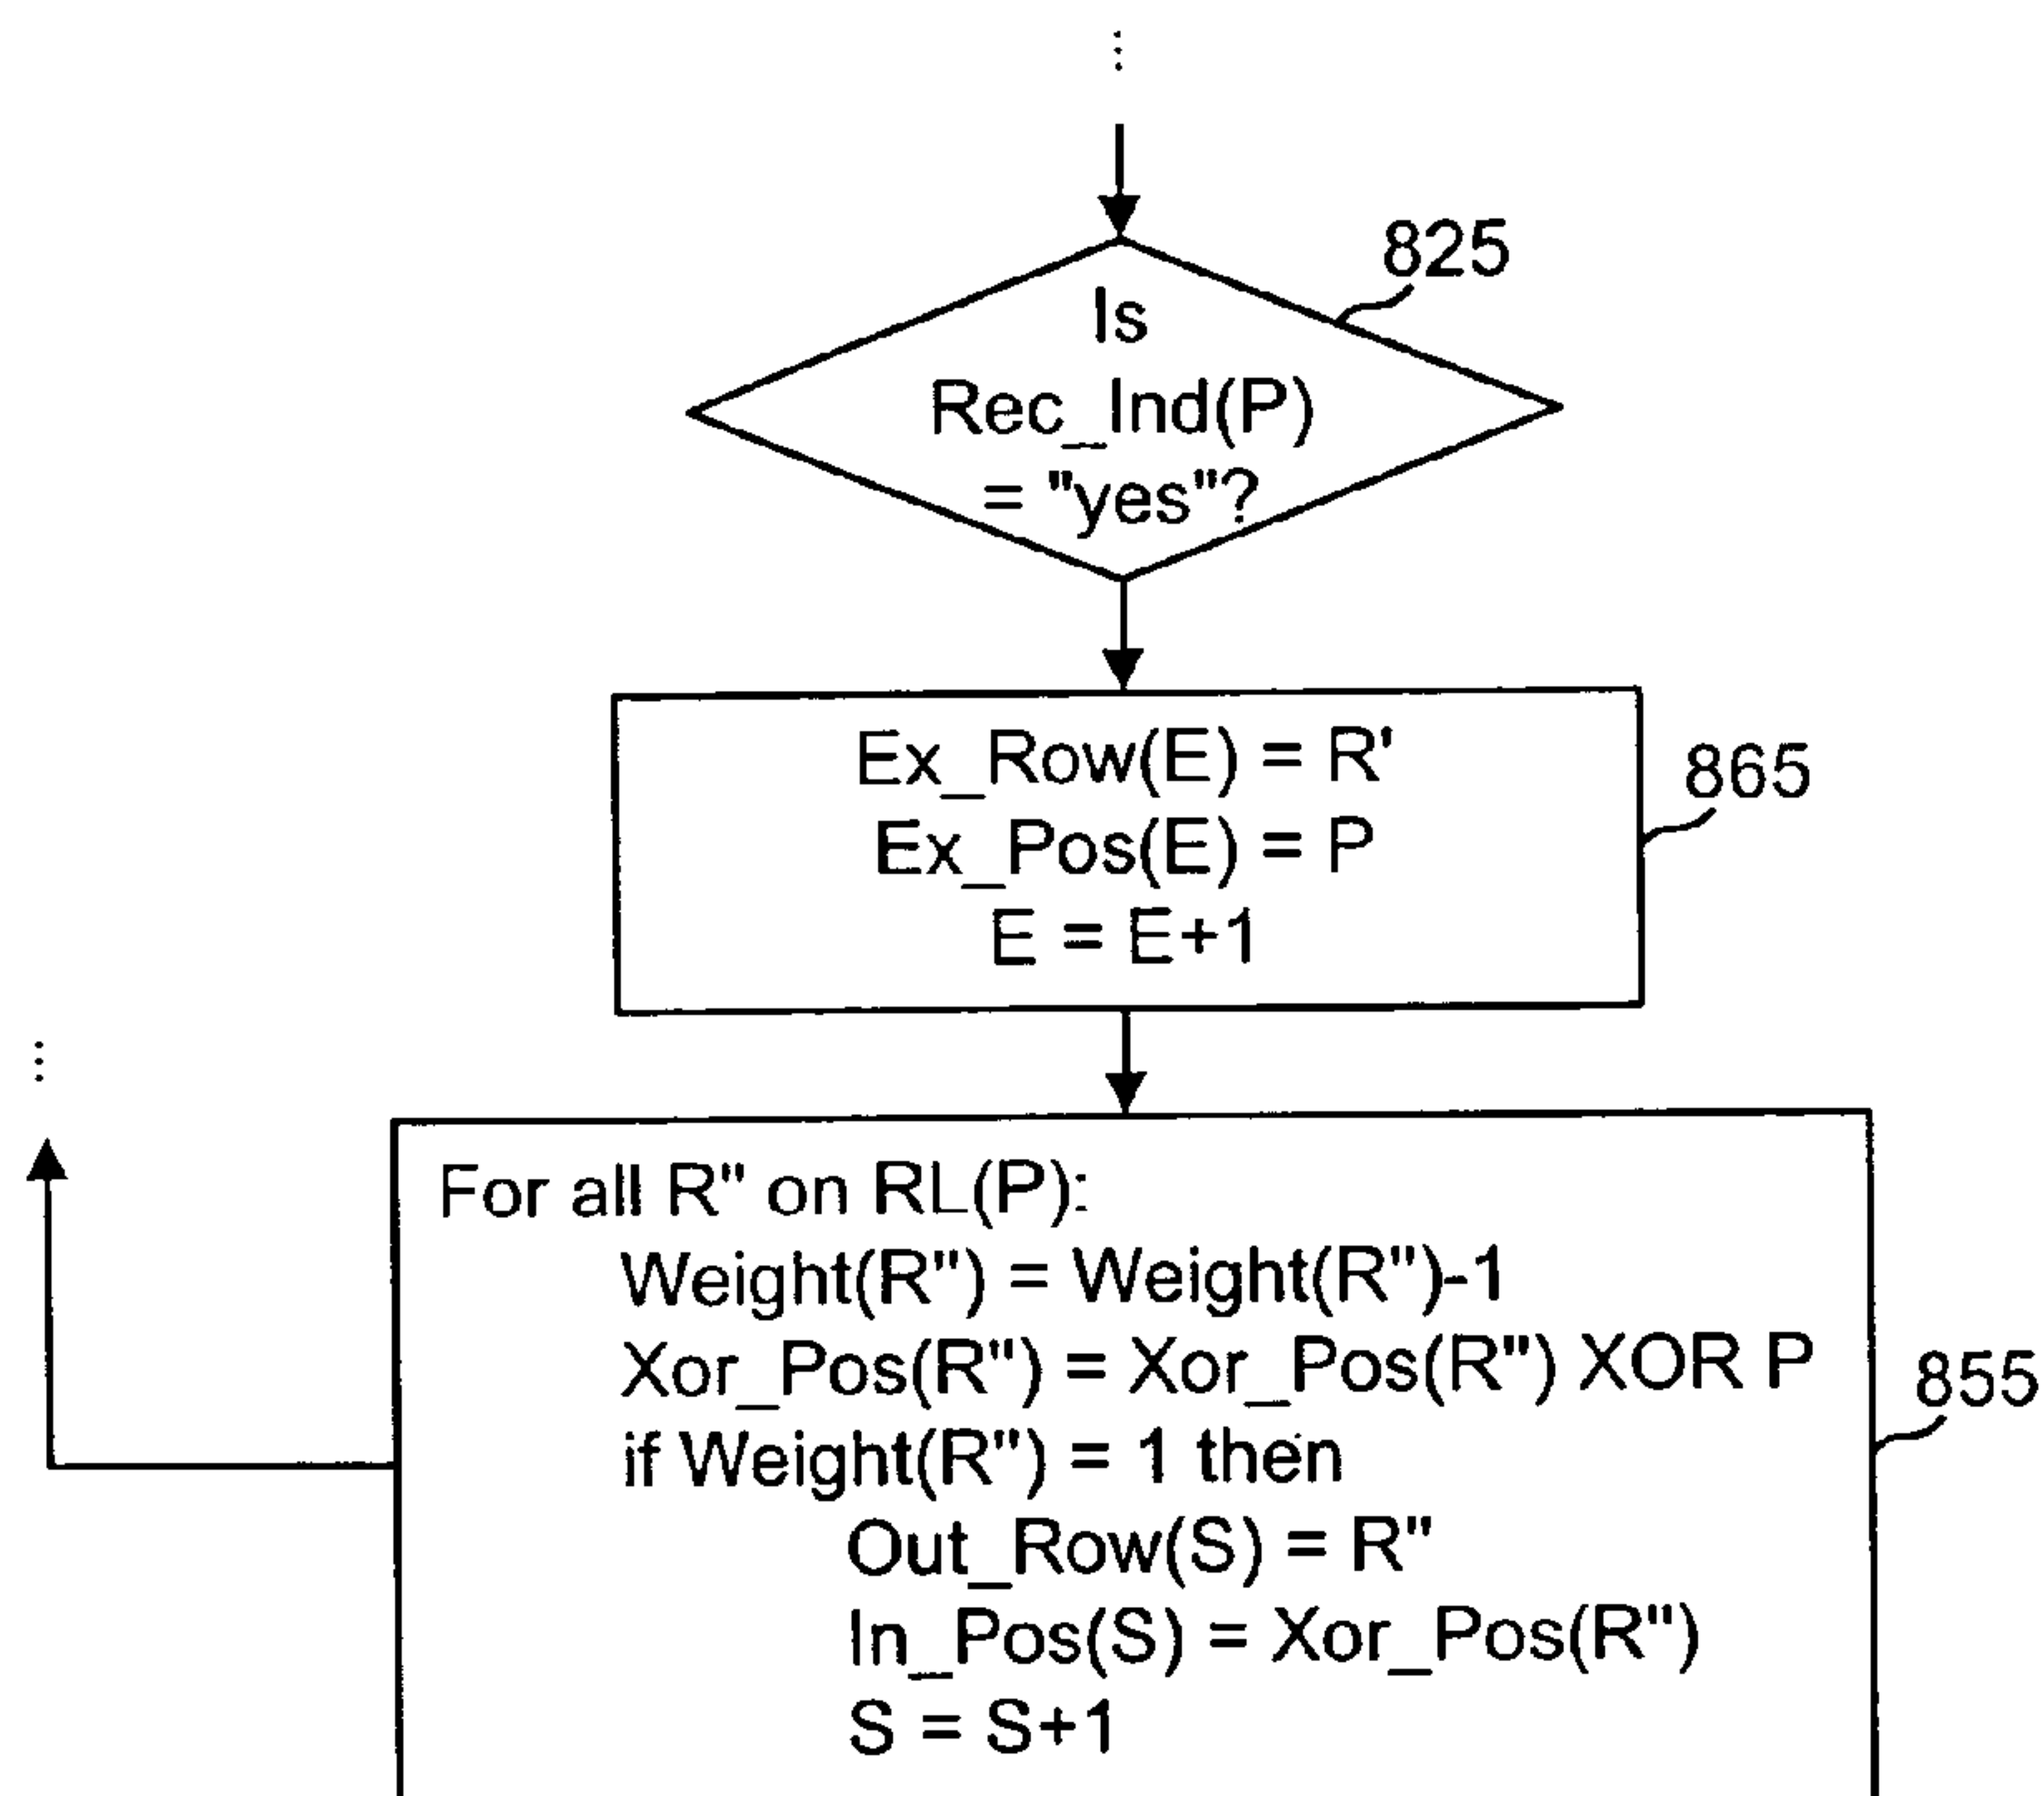 825
Is
Rec_Ind(P)
= "yes"?
Ex_Row(E) = R'
Ex_Pos(E) = P
E = E+1
865
For all R" on RL(P):
Weight(R") = Weight(R")-1
Xor_Pos(R") = Xor_Pos(R") XOR P
if Weight(R") = 1 then
Out_Row(S) = R"
In_Pos(S) = Xor_Pos(R")
S = S+1
855